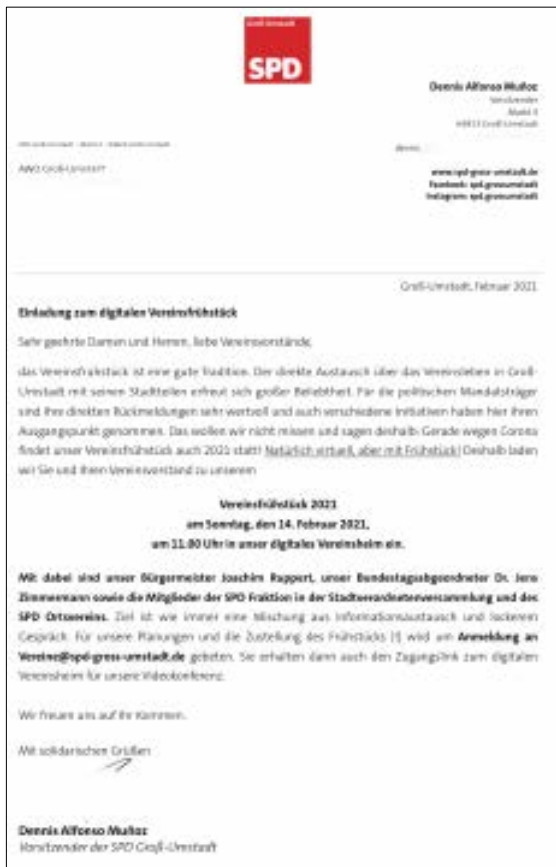 Groß-Umstadt
SPD
Dennis Alfonso Muñoz
Vorsitzender
Markt 3
64823 Groß-Umstadt
dennis
AWO Groß-Umstadt
www.spd-gross-umstadt.de
Facebook: spd.grossumstadt
Instagram: spd.grossumstadt
Groß-Umstadt, Februar 2021
Einladung zum digitalen Vereinsfrühstück
Sehr geehrte Damen und Herren, liebe Vereinsvorstände,
das Vereinsfrühstück ist eine gute Tradition. Der direkte Austausch über das Vereinsleben in Groß-
Umstadt mit seinen Stadtteilen erfreut sich großer Beliebtheit. Für die politischen Mandatsträger
sind Ihre direkten Rückmeldungen sehr wertvoll und auch verschiedene Initiativen haben hier ihren
Ausgangspunkt genommen. Das wollen wir nicht missen und sagen deshalb: Gerade wegen Corona
findet unser Vereinsfrühstück auch 2021 statt! Natürlich virtuell, aber mit Frühstück! Deshalb laden
wir Sie und Ihren Vereinsvorstand zu unserem
Vereinsfrühstück 2021
am Sonntag, den 14. Februar 2021,
um 11.00 Uhr in unser digitales Vereinsheim ein.
Mit dabei sind unser Bürgermeister Joachim Ruppert, unser Bundestagsabgeordneter Dr. Jens
Zimmermann sowie die Mitglieder der SPD Fraktion in der Stadtverordnetenversammlung und des
SPD Ortsvereins. Ziel ist wie immer eine Mischung aus Informationsaustausch und lockerem
Gespräch. Für unsere Planungen und die Zustellung des Frühstücks (!) wird um Anmeldung an
Vereine@spd-gross-umstadt.de gebeten. Sie erhalten dann auch den Zugangslink zum digitalen
Vereinsheim für unsere Videokonferenz.
Wir freuen uns auf Ihr Kommen.
Mit solidarischen Grüßen
Dennis Alfonso Muñoz
Vorsitzender der SPD Groß-Umstadt